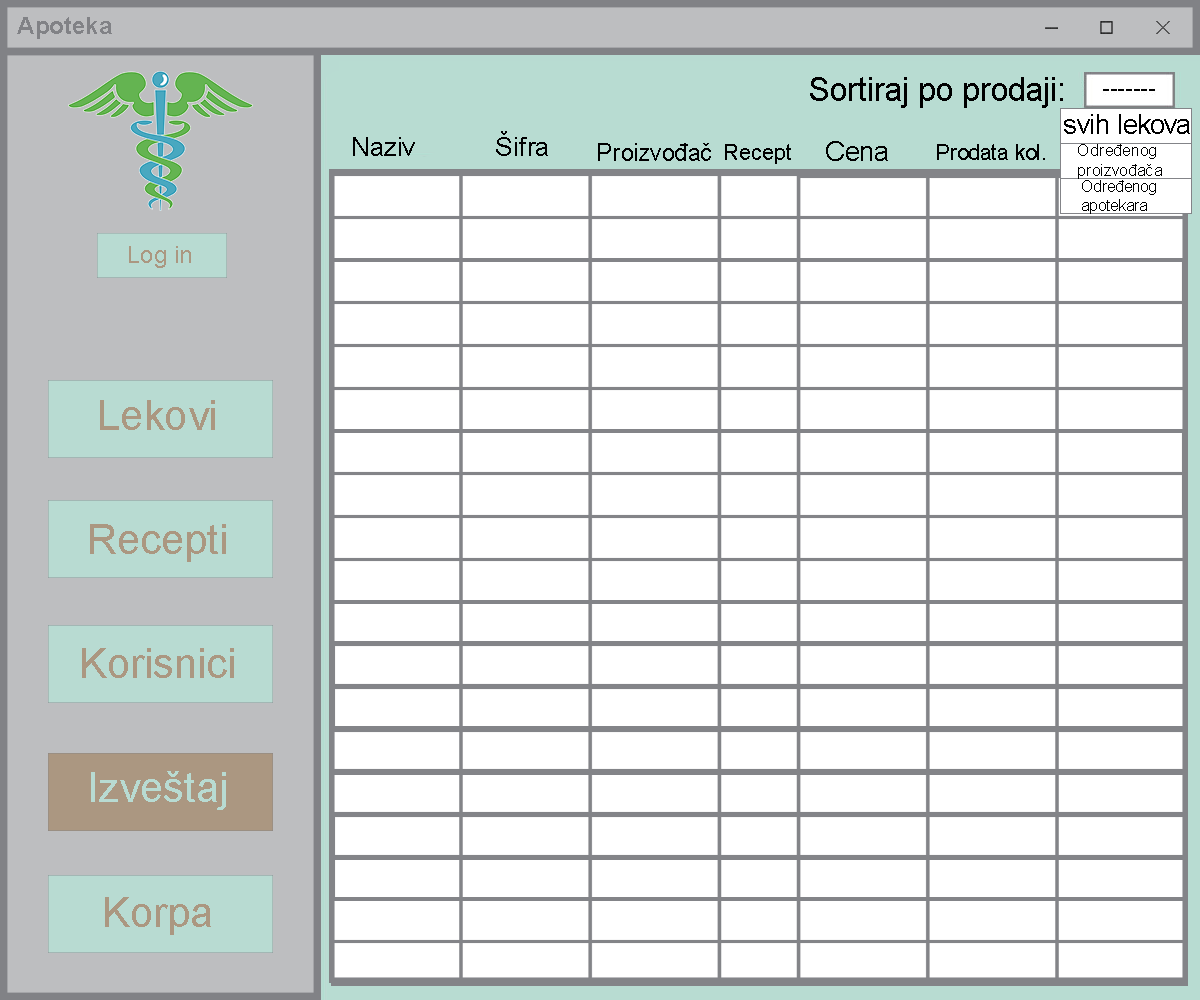 Apoteka
Log in
Lekovi
Recepti
Korisnici
Izveštaj
Korpa
Sortiraj po prodaji:
-------
svih lekova
Određenog
proizvođača
Određenog
apotekara
Naziv Šifra Proizvođač Recept Cena Prodata kol.